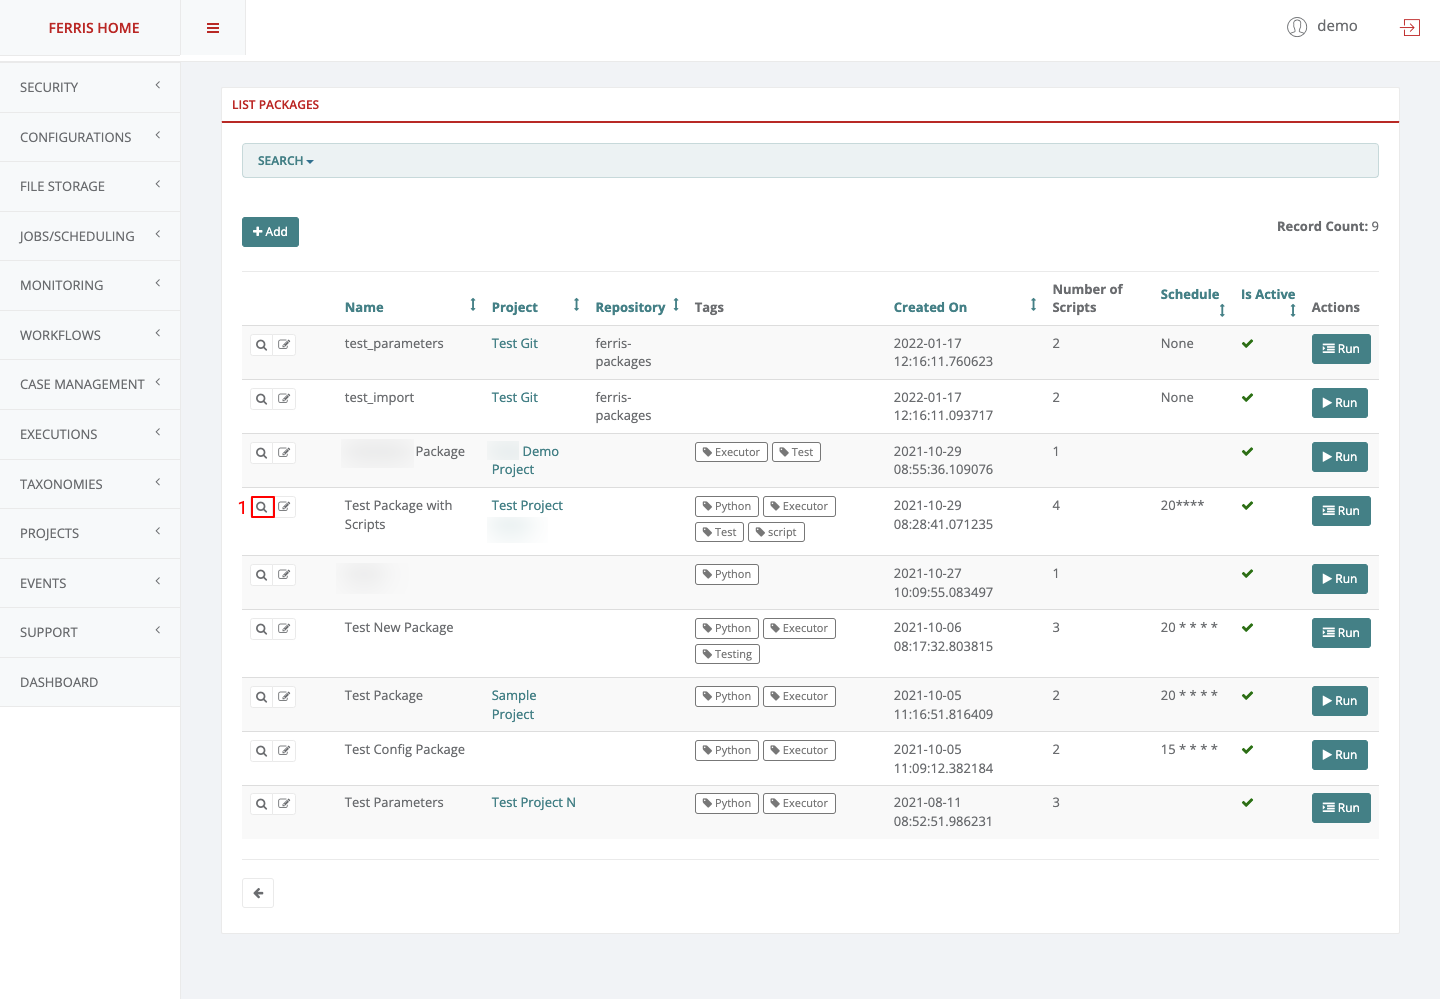 FERRIS HOME
demo
SECURITY
CONFIGURATIONS
FILE STORAGE
JOBS/SCHEDULING
MONITORING
WORKFLOWS
CASE MANAGEMENT
EXECUTIONS
TAXONOMIES
PROJECTS
EVENTS
SUPPORT
DASHBOARD
LIST PACKAGES
SEARCH
Add
Record Count: 9
Name Project Repository Tags Created On Number of Scripts Schedule Is Active Actions
test_parameters Test Git ferris- 2022-01-17 2 None Run
packages 12:16:11.760623
test_import Test Git ferris- 2022-01-17 2 None Run
packages 12:16:11.093717
Package Demo Executor Test 2021-10-29 1 Run
Project 08:55:36.109076
1 Test Package with Test Project Python Executor 2021-10-29 4 20**** Run
Scripts Test script 08:28:41.071235
Python 2021-10-27 1 Run
10:09:55.083497
Test New Package Python Executor 2021-10-06 3 20 * * * * Run
Testing 08:17:32.803815
Test Package Sample Python Executor 2021-10-05 2 20 * * * * Run
Project 11:16:51.816409
Test Config Package Python Executor 2021-10-05 2 15 * * * * Run
11:09:12.382184
Test Parameters Test Project N Python Executor 2021-08-11 3 Run
08:52:51.986231